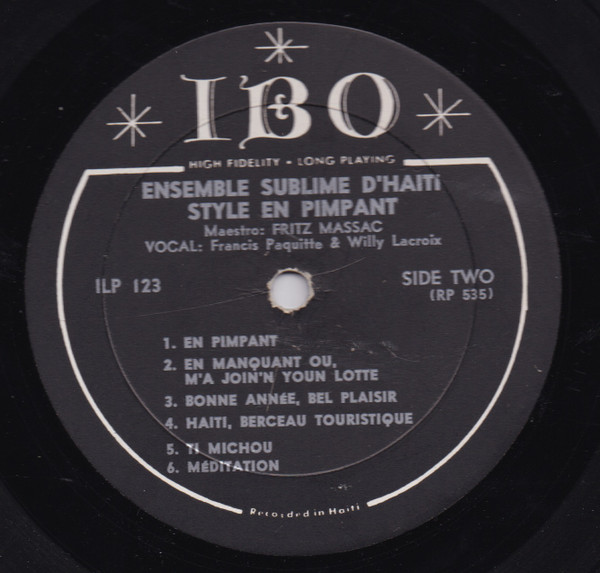 IBO
HIGH FIDELITY • LONG PLAYING
ENSEMBLE SUBLIME D'HAITI
STYLE EN PIMPANT
Maestro: FRITZ MASSAC
VOCAL: Francis Paquitte & Willy Lacroix
ILP 123
SIDE TWO
(RP 535)
1. EN PIMPANT
2. EN MANQUANT OU,
M'A JOIN'N YOUN LOTTE
3. BONNE ANNÉE, BEL PLAISIR
4. HAITI, BERCEAU TOURISTIQUE
5. TI MICHOU
6. MÉDITATION
Recorded in Haiti